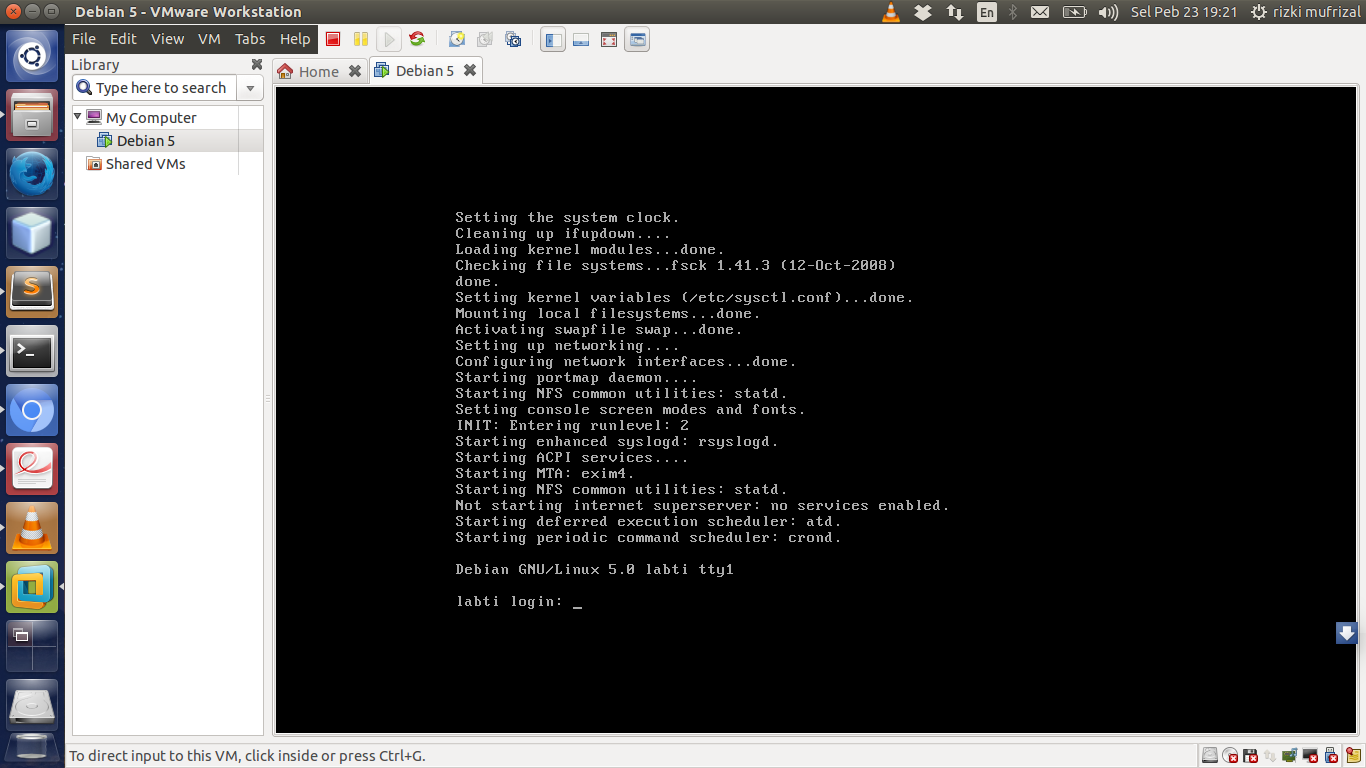 Debian 5 - VMware Workstation
En
Sel Peb 23 19:21
rizki mufrizal
File Edit View VM Tabs Help
Library
Type here to search
My Computer
Debian 5
Shared VMs
Home
Debian 5
Setting the system clock.
Cleaning up ifupdown....
Loading kernel modules...done.
Checking file systems...fsck 1.41.3 (12-Oct-2008)
done.
Setting kernel variables (/etc/sysctl.conf)...done.
Mounting local filesystems...done.
Activating swapfile swap...done.
Setting up networking....
Configuring network interfaces...done.
Starting portmap daemon....
Starting NFS common utilities: statd.
Setting console screen modes and fonts.
INIT: Entering runlevel: 2
Starting enhanced syslogd: rsyslogd.
Starting ACPI services....
Starting MTA: exim4.
Starting NFS common utilities: statd.
Not starting internet superserver: no services enabled.
Starting deferred execution scheduler: atd.
Starting periodic command scheduler: crond.
Debian GNU/Linux 5.0 labti tty1
labti login: _
To direct input to this VM, click inside or press Ctrl+G.